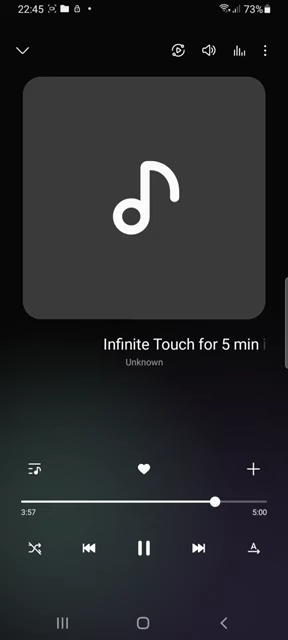 22:45 73%
Infinite Touch for 5 min
Unknown
3:57 5:00
A